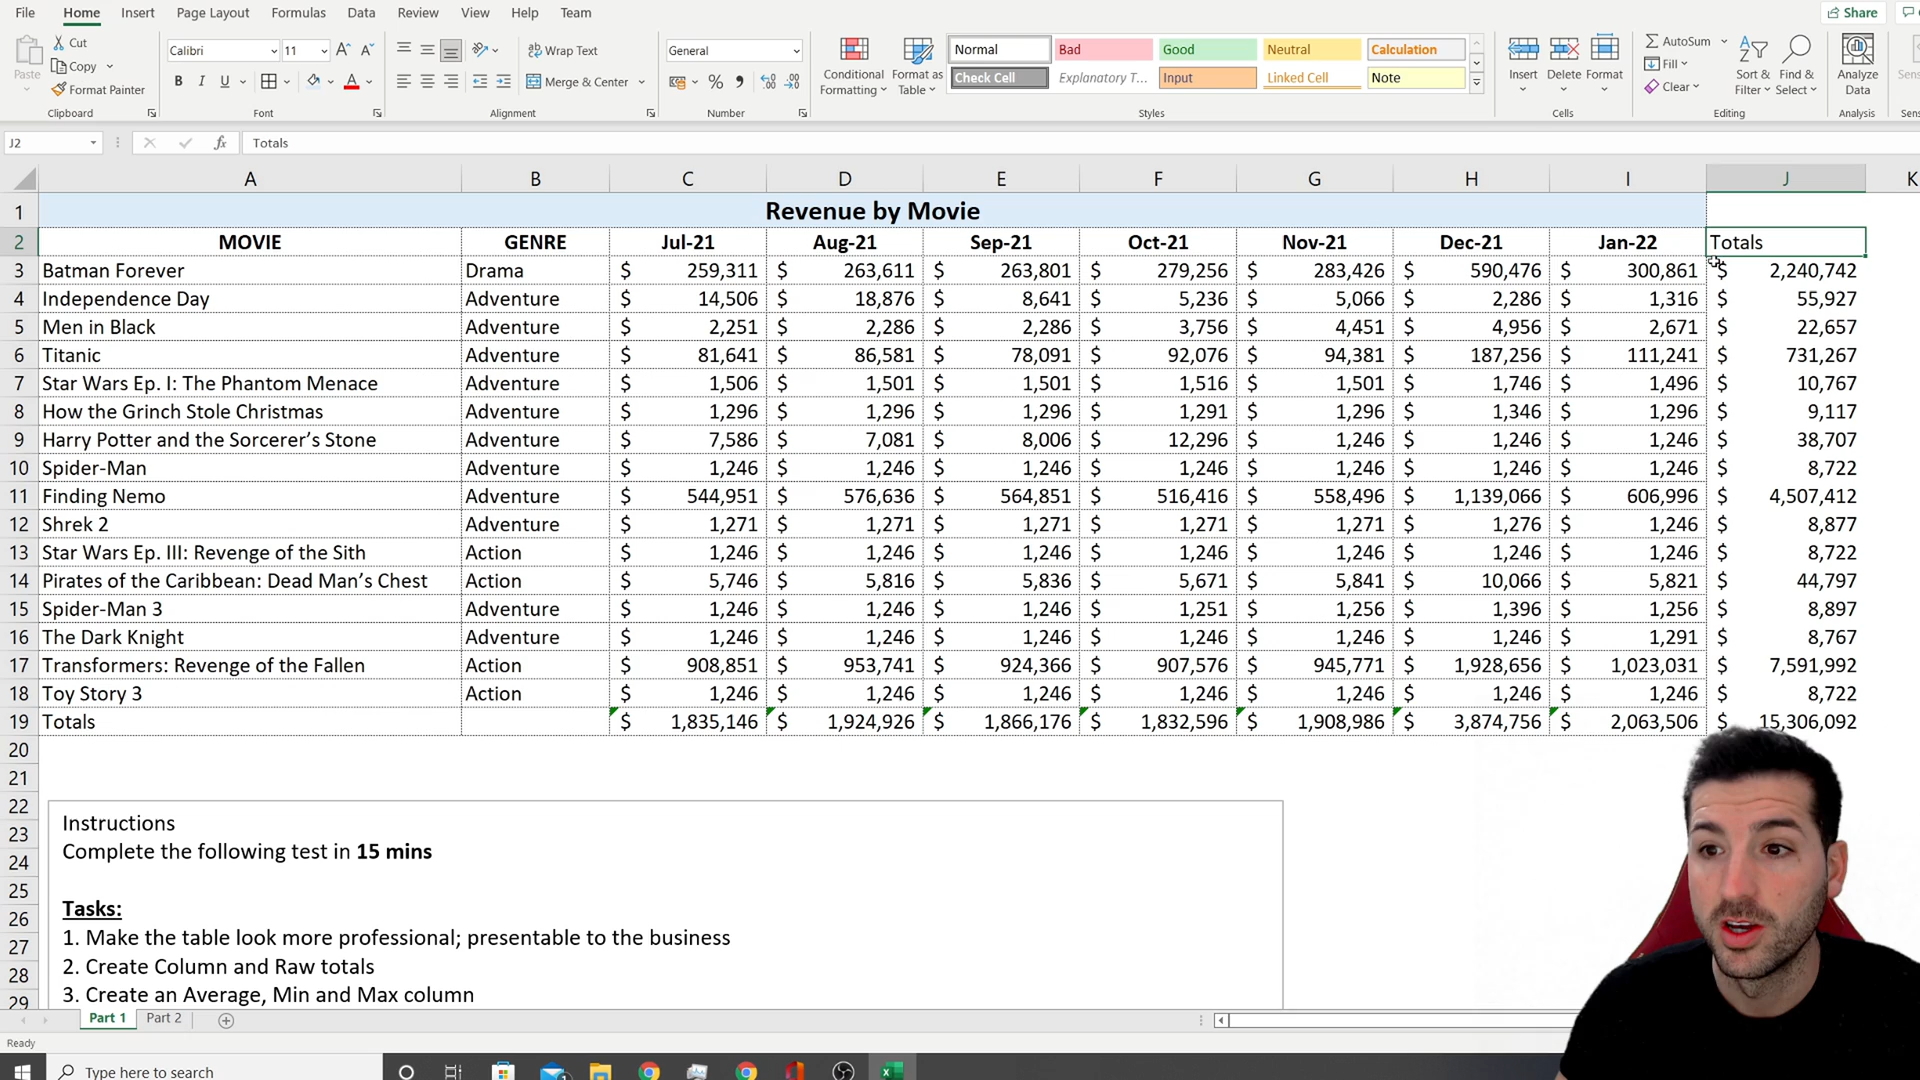 File Home Insert Page Layout Formulas Data Review View Help Team Share
Paste Cut Copy Format Painter Clipboard
Calibri 11 B I U A Font
Wrap Text Merge & Center Alignment
General % Number
Conditional Formatting Format as Table
Normal Bad Good Neutral Calculation
Check Cell Explanatory T... Input Linked Cell Note
Styles
Insert Delete Format Cells
AutoSum Fill Clear Sort & Filter Find & Select Editing
Analyze Data Analysis
J2 fx Totals
A B C D E F G H I J K
1 Revenue by Movie
2 MOVIE GENRE Jul-21 Aug-21 Sep-21 Oct-21 Nov-21 Dec-21 Jan-22 Totals
3 Batman Forever Drama $ 259,311 $ 263,611 $ 263,801 $ 279,256 $ 283,426 $ 590,476 $ 300,861 $ 2,240,742
4 Independence Day Adventure $ 14,506 $ 18,876 $ 8,641 $ 5,236 $ 5,066 $ 2,286 $ 1,316 $ 55,927
5 Men in Black Adventure $ 2,251 $ 2,286 $ 2,286 $ 3,756 $ 4,451 $ 4,956 $ 2,671 $ 22,657
6 Titanic Adventure $ 81,641 $ 86,581 $ 78,091 $ 92,076 $ 94,381 $ 187,256 $ 111,241 $ 731,267
7 Star Wars Ep. I: The Phantom Menace Adventure $ 1,506 $ 1,501 $ 1,501 $ 1,516 $ 1,501 $ 1,746 $ 1,496 $ 10,767
8 How the Grinch Stole Christmas Adventure $ 1,296 $ 1,296 $ 1,296 $ 1,291 $ 1,296 $ 1,346 $ 1,296 $ 9,117
9 Harry Potter and the Sorcerer’s Stone Adventure $ 7,586 $ 7,081 $ 8,006 $ 12,296 $ 1,246 $ 1,246 $ 1,246 $ 38,707
10 Spider-Man Adventure $ 1,246 $ 1,246 $ 1,246 $ 1,246 $ 1,246 $ 1,246 $ 1,246 $ 8,722
11 Finding Nemo Adventure $ 544,951 $ 576,636 $ 564,851 $ 516,416 $ 558,496 $ 1,139,066 $ 606,996 $ 4,507,412
12 Shrek 2 Adventure $ 1,271 $ 1,271 $ 1,271 $ 1,271 $ 1,271 $ 1,276 $ 1,246 $ 8,877
13 Star Wars Ep. III: Revenge of the Sith Action $ 1,246 $ 1,246 $ 1,246 $ 1,246 $ 1,246 $ 1,246 $ 1,246 $ 8,722
14 Pirates of the Caribbean: Dead Man’s Chest Action $ 5,746 $ 5,816 $ 5,836 $ 5,671 $ 5,841 $ 10,066 $ 5,821 $ 44,797
15 Spider-Man 3 Adventure $ 1,246 $ 1,246 $ 1,246 $ 1,251 $ 1,256 $ 1,396 $ 1,256 $ 8,897
16 The Dark Knight Adventure $ 1,246 $ 1,246 $ 1,246 $ 1,246 $ 1,246 $ 1,246 $ 1,291 $ 8,767
17 Transformers: Revenge of the Fallen Action $ 908,851 $ 953,741 $ 924,366 $ 907,576 $ 945,771 $ 1,928,656 $ 1,023,031 $ 7,591,992
18 Toy Story 3 Action $ 1,246 $ 1,246 $ 1,246 $ 1,246 $ 1,246 $ 1,246 $ 1,246 $ 8,722
19 Totals $ 1,835,146 $ 1,924,926 $ 1,866,176 $ 1,832,596 $ 1,908,986 $ 3,874,756 $ 2,063,506 $ 15,306,092
20
21
22
23 Instructions
24 Complete the following test in 15 mins
25
26 Tasks:
27 1. Make the table look more professional; presentable to the business
28 2. Create Column and Raw totals
29 3. Create an Average, Min and Max column
Part 1 Part 2
Ready
Type here to search